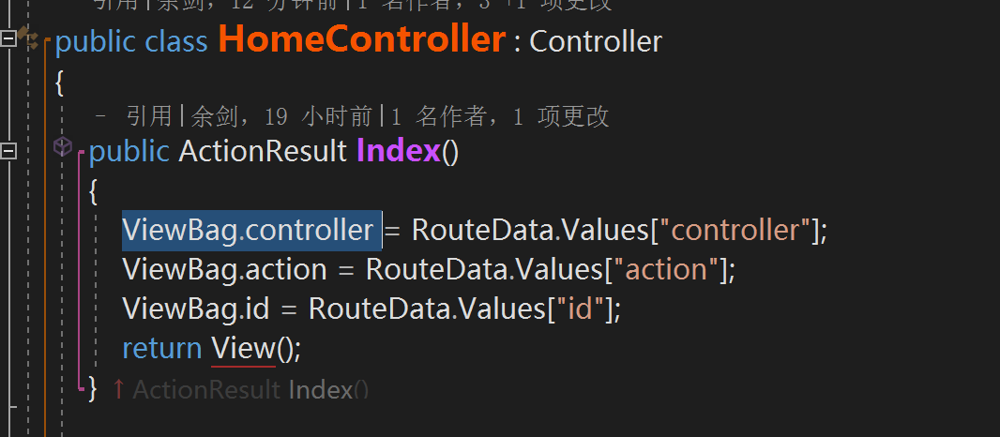 引用|余剑，12 分钟前|1 名作者，3 项更改
public class HomeController : Controller
{
- 引用|余剑，19 小时前|1 名作者，1 项更改
public ActionResult Index()
{
ViewBag.controller = RouteData.Values["controller"];
ViewBag.action = RouteData.Values["action"];
ViewBag.id = RouteData.Values["id"];
return View();
} ↑ ActionResult Index()